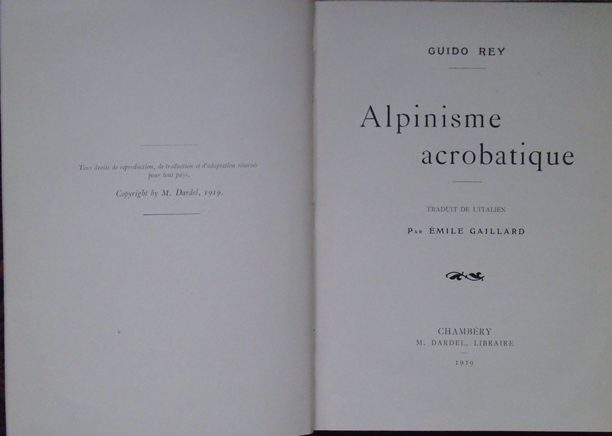 Tous droits de reproduction, de traduction et d'adaptation réservés
pour tous pays.
Copyright by M. Dardel, 1919.
GUIDO REY
Alpinisme
acrobatique
TRADUIT DE L'ITALIEN
PAR ÉMILE GAILLARD
CHAMBÉRY
M. DARDEL, LIBRAIRE
1919